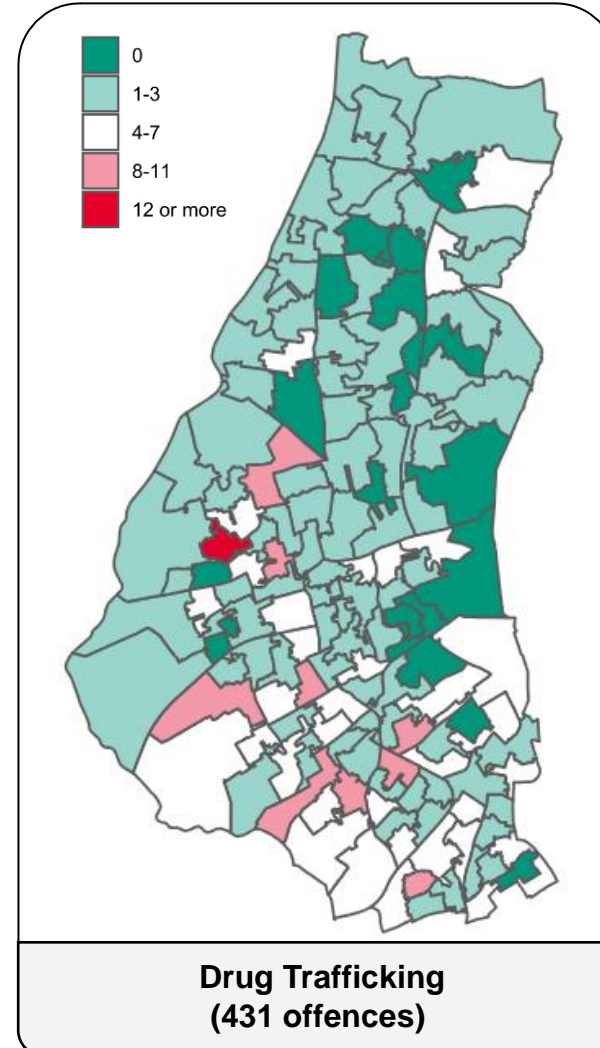 0
1-3
4-7
8-11
12 or more
Drug Trafficking
(431 offences)